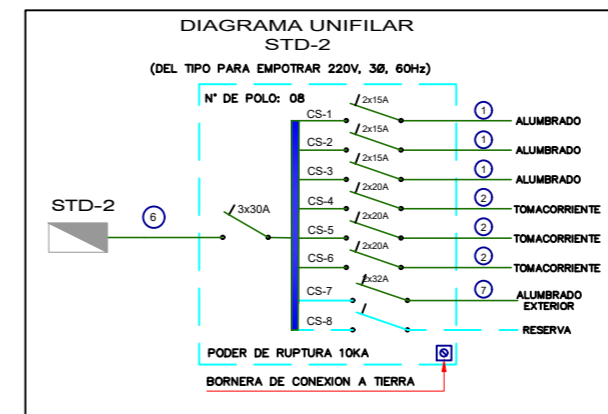 DIAGRAMA UNIFILAR
STD-2
(DEL TIPO PARA EMPOTRAR 220V, 3Ø, 60Hz)
N° DE POLO: 08
CS-1 2x15A 1 ALUMBRADO
CS-2 2x15A 1 ALUMBRADO
CS-3 2x15A 1 ALUMBRADO
STD-2 6 3x30A
CS-4 2x20A 2 TOMACORRIENTE
CS-5 2x20A 2 TOMACORRIENTE
CS-6 2x20A 2 TOMACORRIENTE
CS-7 2x32A 7 ALUMBRADO
EXTERIOR
CS-8 RESERVA
PODER DE RUPTURA 10KA
BORNERA DE CONEXION A TIERRA